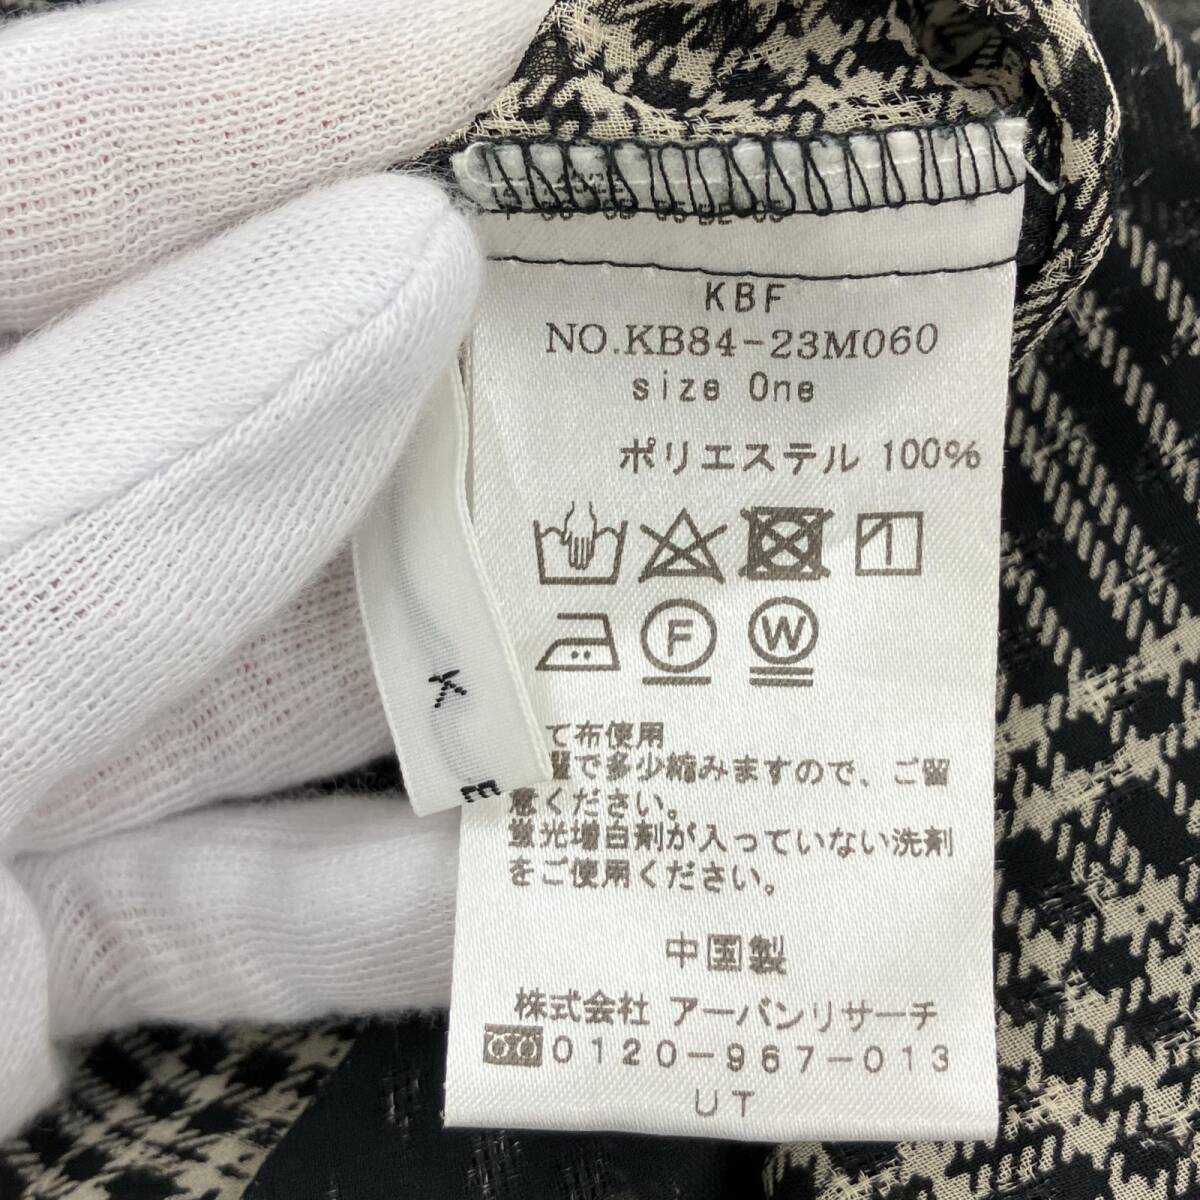 KBF
NO.KB84-23M060
size One
ポリエステル 100%
F
W
て布使用
で多少縮みますので、ご留
意ください。
蛍光増白剤が入っていない洗剤
をご使用ください。
中国製
株式会社 アーバンリサーチ
0120-967-013
UT
K
E